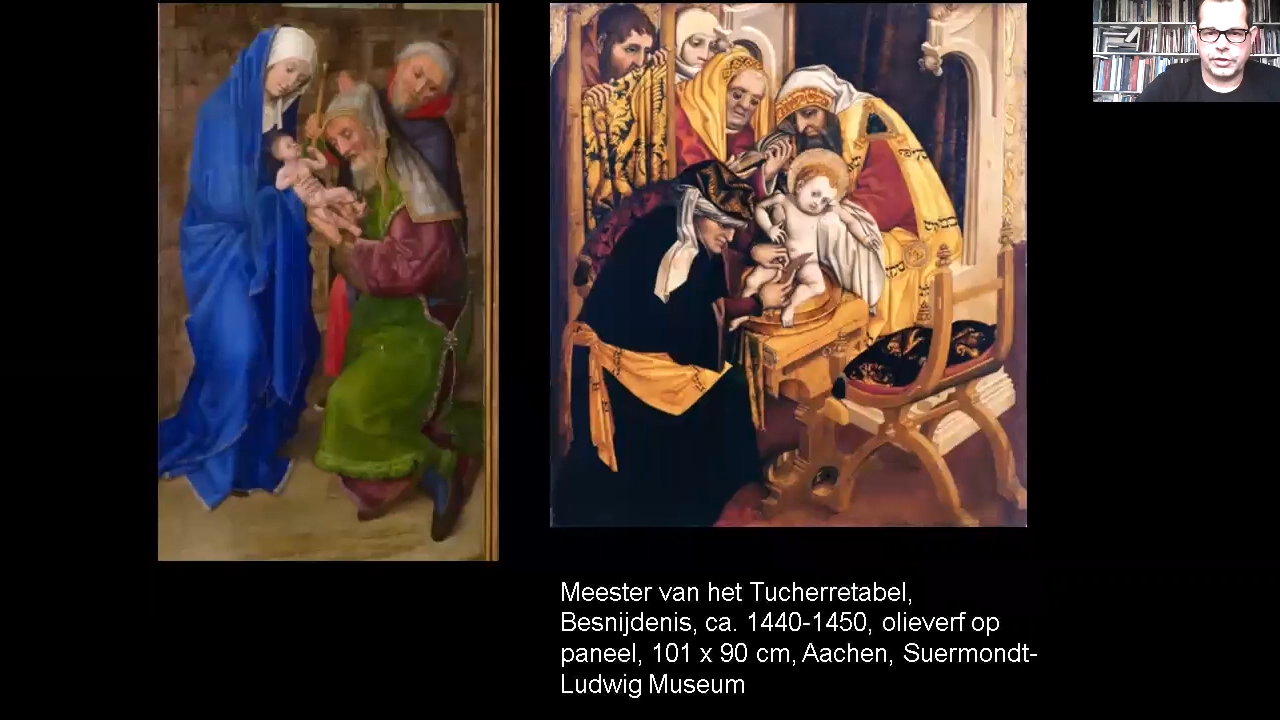 Meester van het Tucherretabel,
Besnijdenis, ca. 1440-1450, olieverf op
paneel, 101 x 90 cm, Aachen, Suermondt-
Ludwig Museum